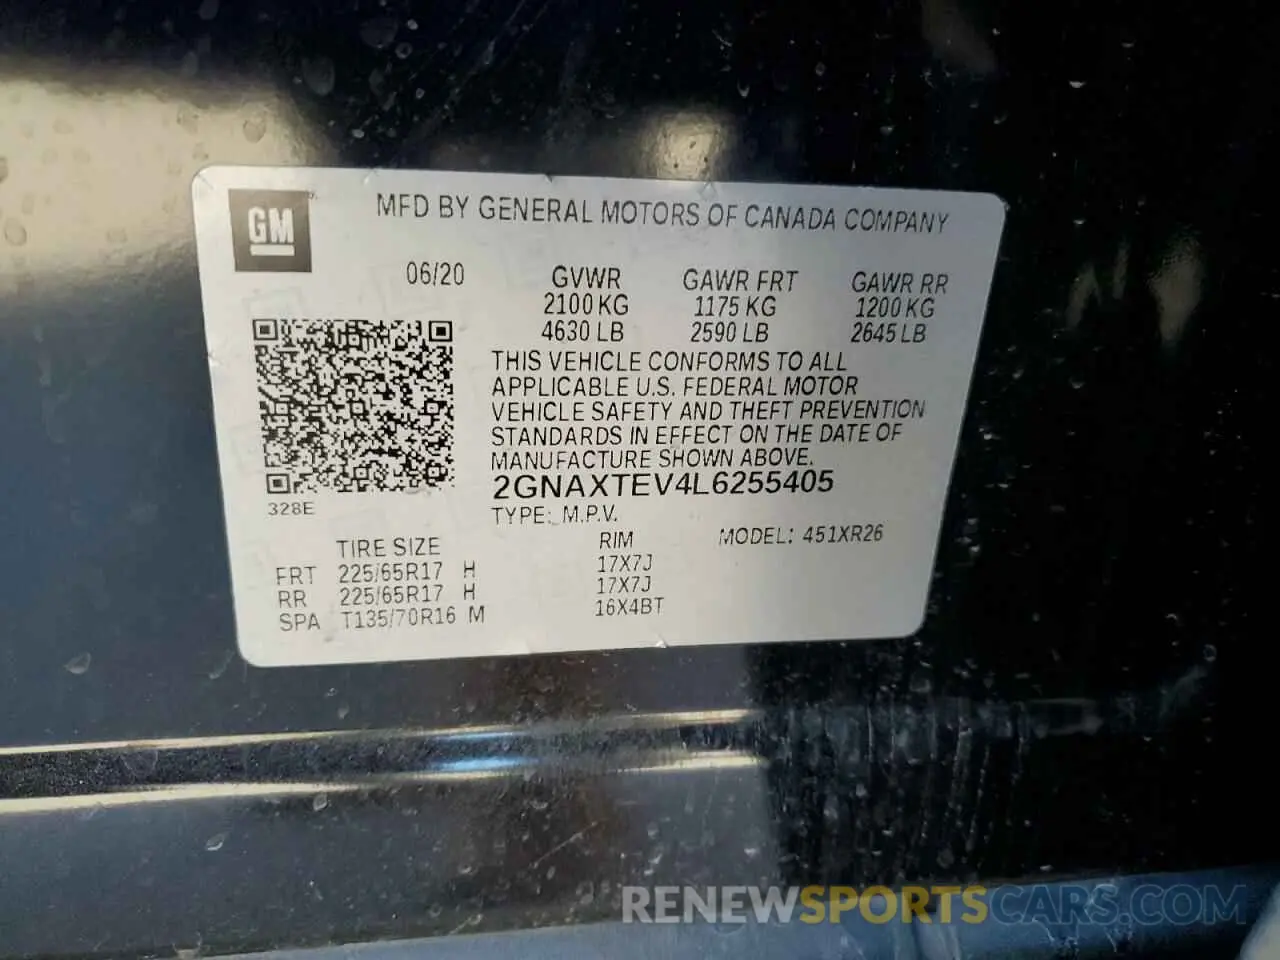 GM
MFD BY GENERAL MOTORS OF CANADA COMPANY
06/20 GVWR GAWR FRT GAWR RR
2100 KG 1175 KG 1200 KG
4630 LB 2590 LB 2645 LB
THIS VEHICLE CONFORMS TO ALL
APPLICABLE U.S. FEDERAL MOTOR
VEHICLE SAFETY AND THEFT PREVENTION
STANDARDS IN EFFECT ON THE DATE OF
MANUFACTURE SHOWN ABOVE.
2GNAXTEV4L6255405
328E
TYPE: M.P.V.
TIRE SIZE RIM MODEL: 451XR26
FRT 225/65R17 H 17X7J
RR 225/65R17 H 17X7J
SPA T135/70R16 M 16X4BT
RENEWSPORTSCARS.COM